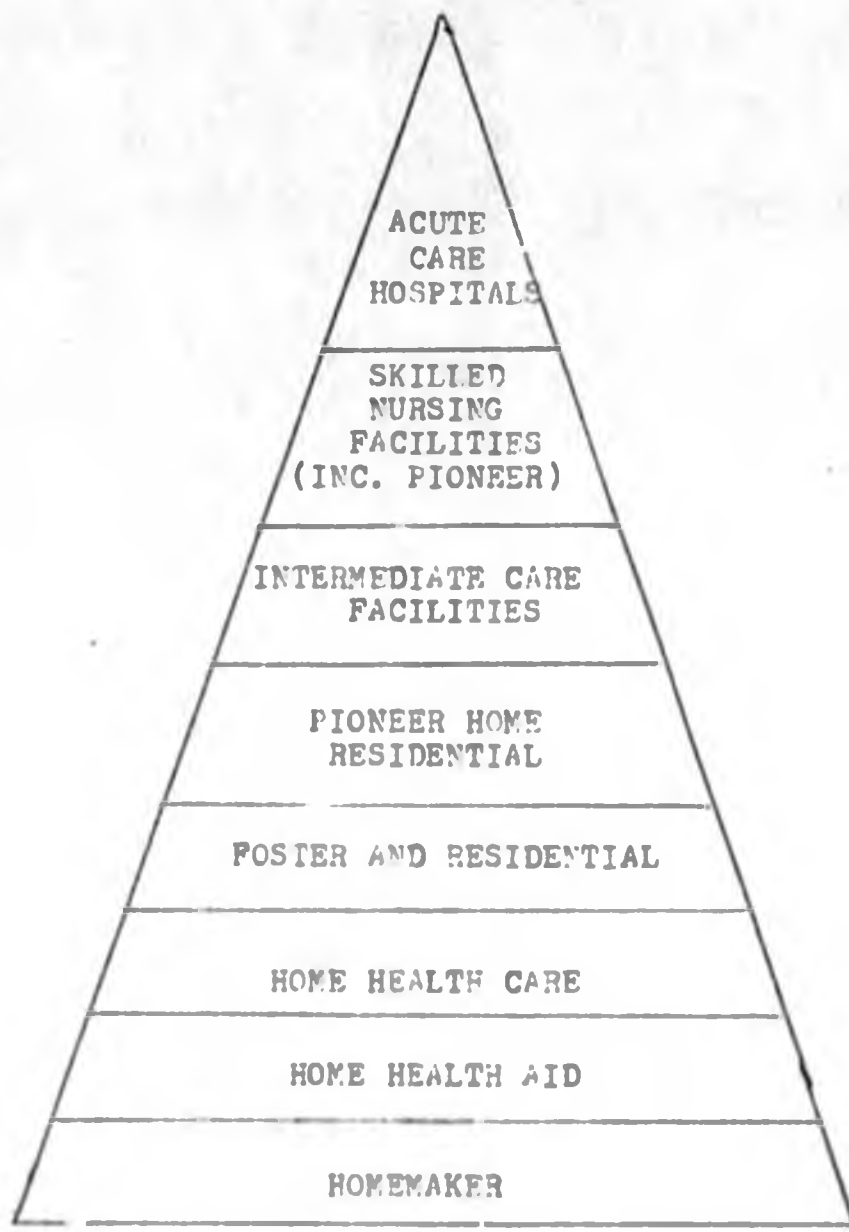 ACUTE
CARE
HOSPITALS
SKILLED
NURSING
FACILITIES
(INC. PIONEER)
INTERMEDIATE CARE
FACILITIES
PIONEER HOME
RESIDENTIAL
FOSTER AND RESIDENTIAL
HOME HEALTH CARE
HOME HEALTH AID
HOMEMAKER